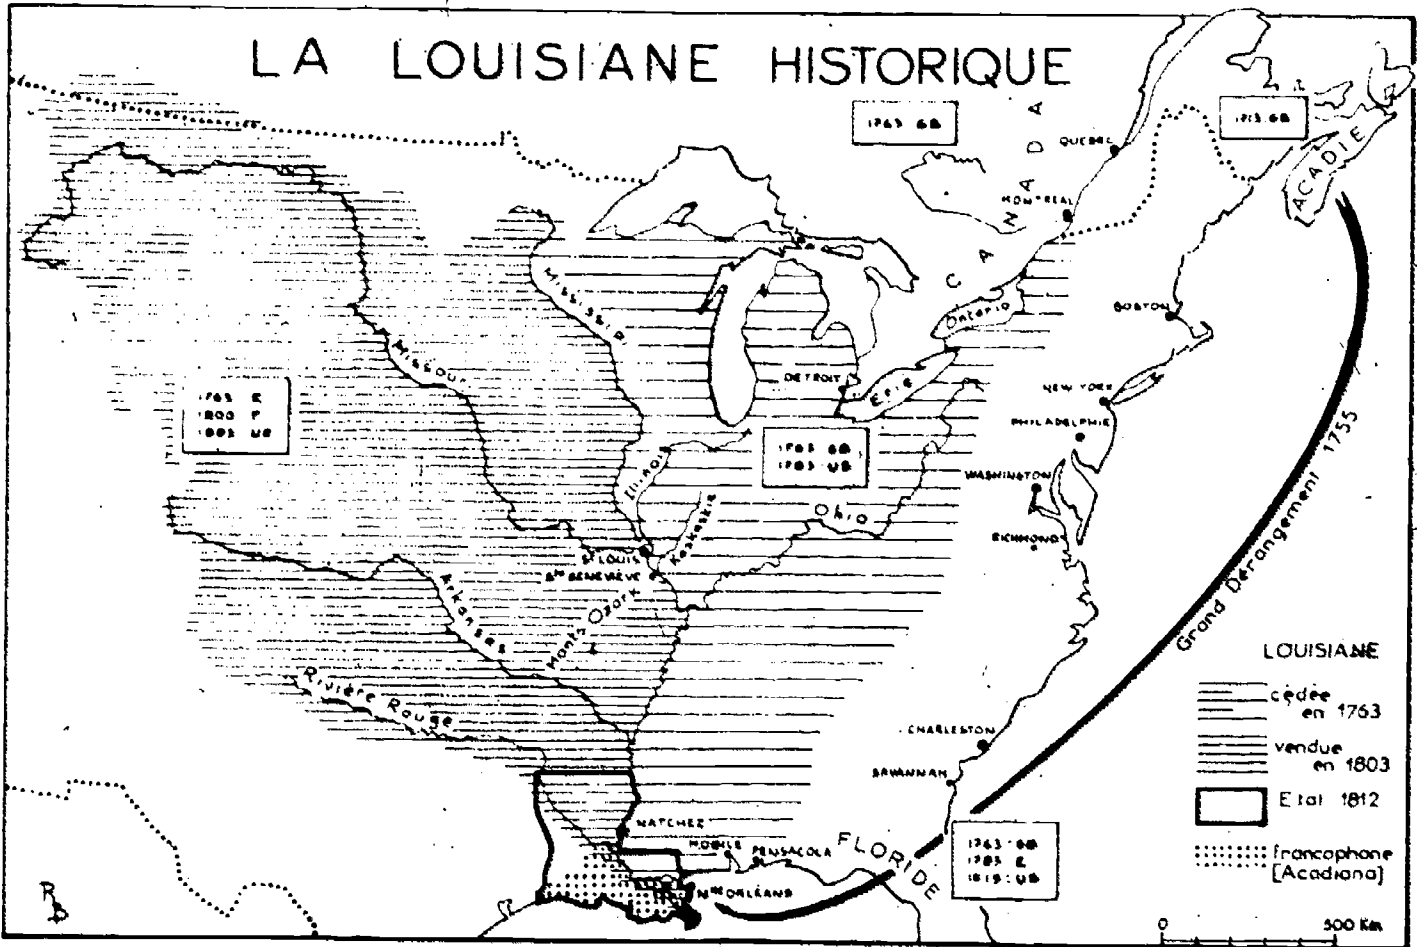 LA LOUISIANE HISTORIQUE
1763 GB
1713 GB
CANADA
QUEBEC
ACADIE
MONTREAL
MISSISSIPI
Ontario
BOSTON
Missouri
DETROIT
Erie
NEW YORK
1763 E
1800 F
1803 US
PHILADELPHIE
1763 GB
1783 US
Illinois
WASHINGTON
Ohio
Kaskaskia
RICHMOND
Grand Dérangement 1755
ST LOUIS
Ste GENEVIEVE
Arkansas
Monts Ozark
LOUISIANE
Rivière Rouge
cédée
en 1763
CHARLESTON
vendue
en 1803
SAVANNAH
Etat 1812
NATCHEZ
MOBILE
PENSACOLA
FLORIDE
1763 GB
1783 E
1819 US
francophone
[Acadiana]
Nlle ORLÉANS
500 Km
0